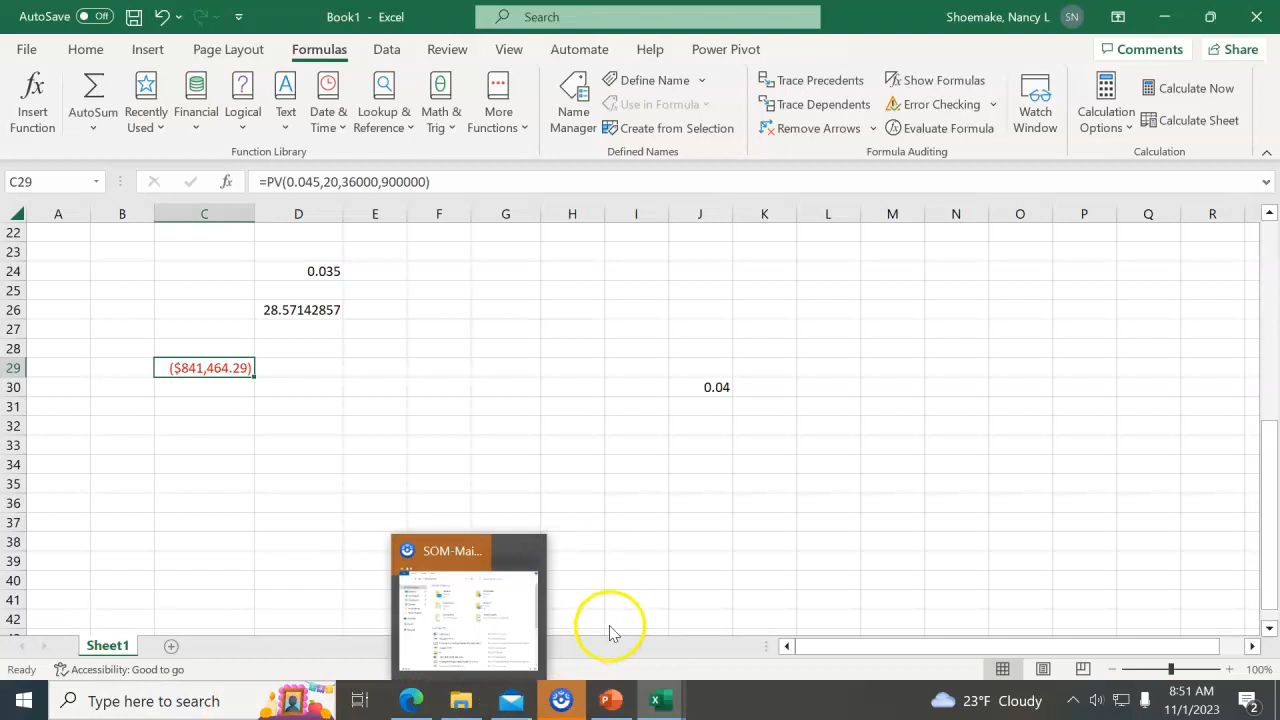 AutoSave Off Book1 - Excel Search Shoemake, Nancy L SN
File Home Insert Page Layout Formulas Data Review View Automate Help Power Pivot Comments Share
Insert Function AutoSum Recently Used Financial Logical Text Date & Time Lookup & Reference Math & Trig More Functions
Function Library
Name Manager Define Name Use in Formula Create from Selection
Defined Names
Trace Precedents Trace Dependents Remove Arrows Show Formulas Error Checking Evaluate Formula Watch Window
Formula Auditing
Calculation Options Calculate Now Calculate Sheet
Calculation
C29 fx =PV(0.045,20,36000,900000)
A B C D E F G H I J K L M N O P Q R
22
23
24 0.035
25
26 28.57142857
27
28
29 ($841,464.29)
30 0.04
31
32
33
34
35
36
37
38
39
40
41
SOM-Mai...
Sheet1
Accessibility: Good to go 100%
Type here to search 23°F Cloudy 8:51 AM
11/1/2023 2